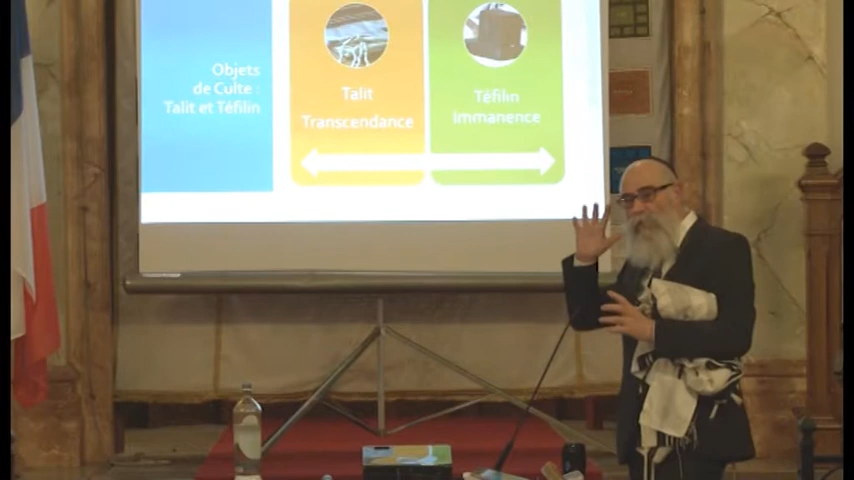 Objets
de Culte :
Talit et Téfilin
Talit
Transcendance
Téfilin
immanence